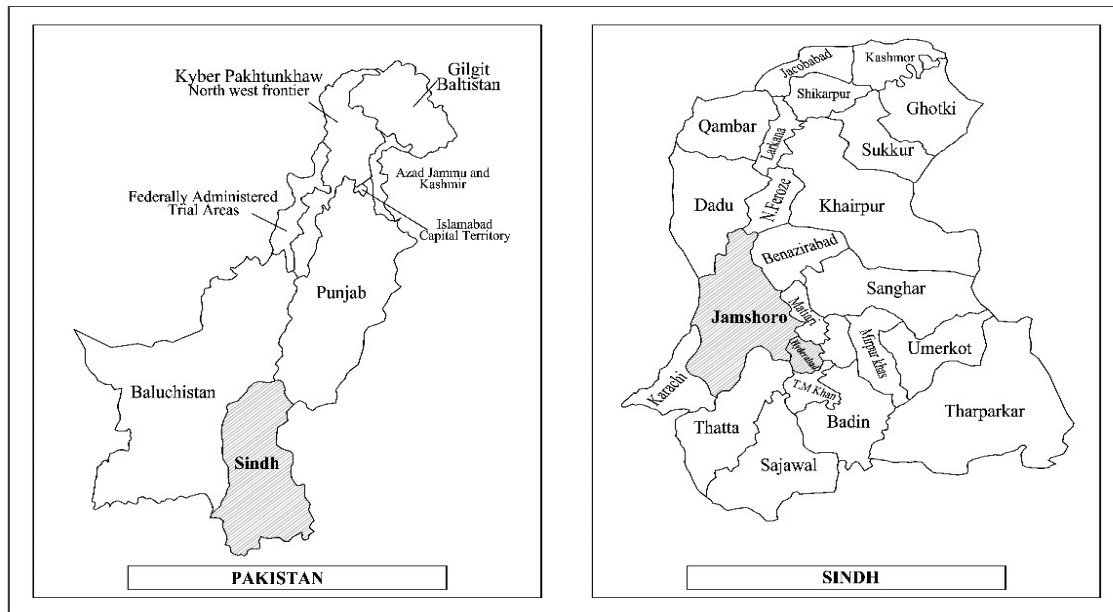 Kyber Pakhtunkhaw
North west frontier
Gilgit
Baltistan
Azad Jammu and
Kashmir
Federally Administered
Trial Areas
Islamabad
Capital Territory
Punjab
Baluchistan
Sindh
PAKISTAN
Jacobabad
Kashmor
Shikarpur
Ghotki
Qambar
Larkana
Sukkur
Dadu
N.Feroze
Khairpur
Benazirabad
Sanghar
Matiari
Jamshoro
Hyderabad
Mirpur khas
Umerkot
Karachi
T.M Khan
Tharparkar
Thatta
Badin
Sajawal
SINDH